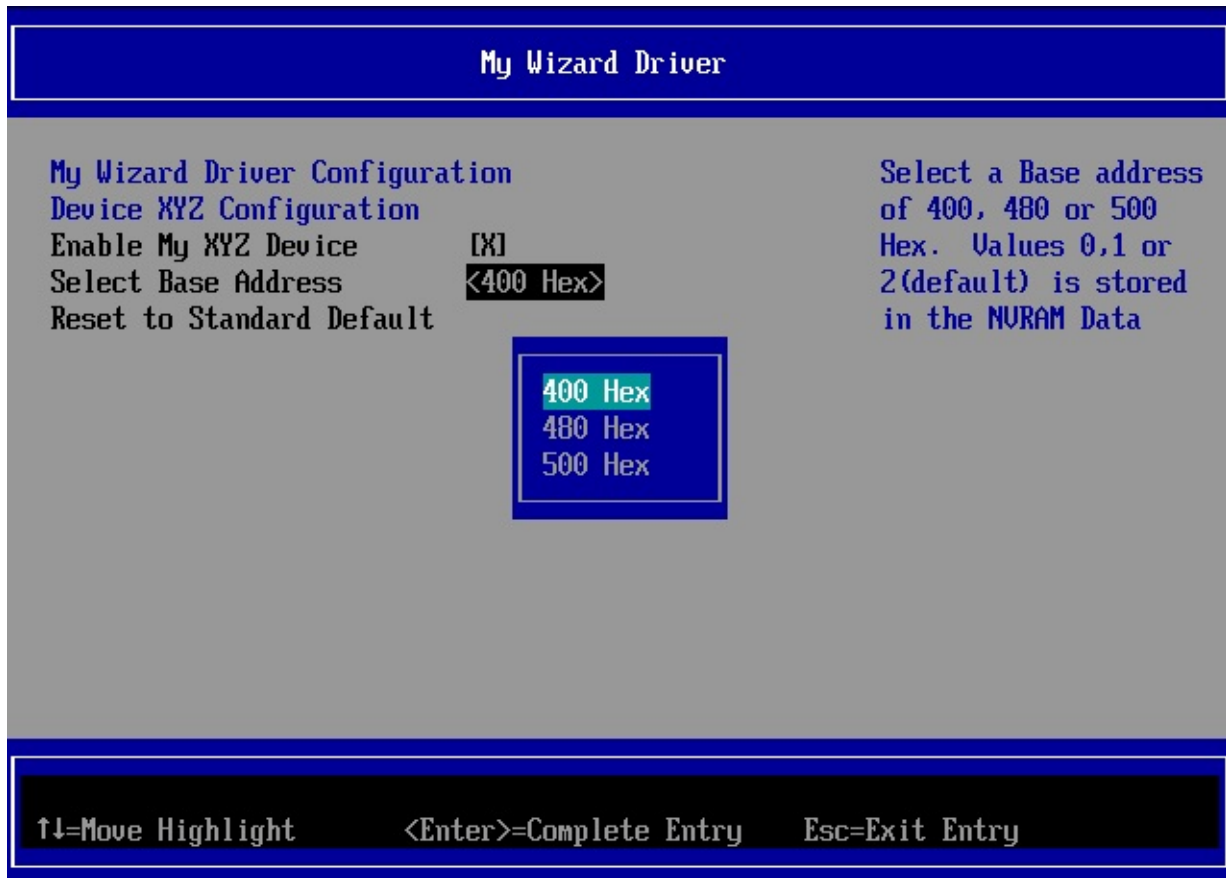 My Wizard Driver
My Wizard Driver Configuration
Device XYZ Configuration
Enable My XYZ Device [X]
Select Base Address <400 Hex>
Reset to Standard Default
Select a Base address
of 400, 480 or 500
Hex. Values 0,1 or
2(default) is stored
in the NVRAM Data
400 Hex
480 Hex
500 Hex
↑↓=Move Highlight <Enter>=Complete Entry Esc=Exit Entry